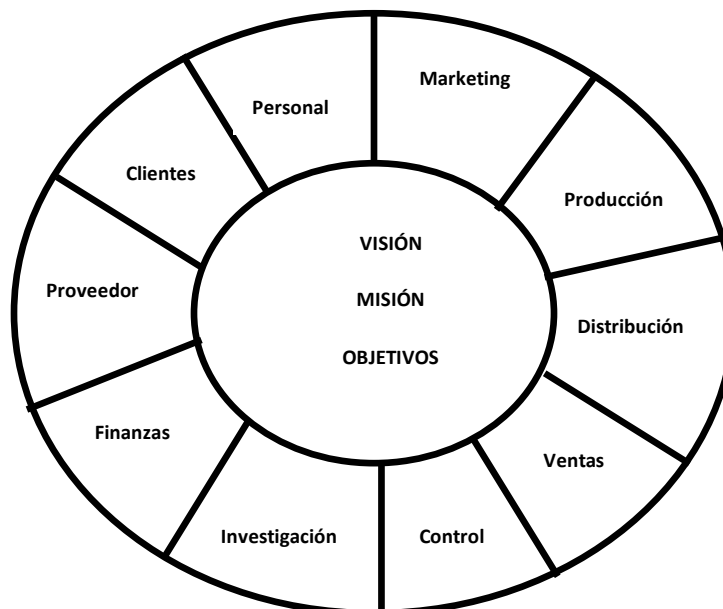 Marketing
Personal
Clientes
Producción
VISIÓN
Proveedor
MISIÓN
Distribución
OBJETIVOS
Finanzas
Ventas
Investigación
Control